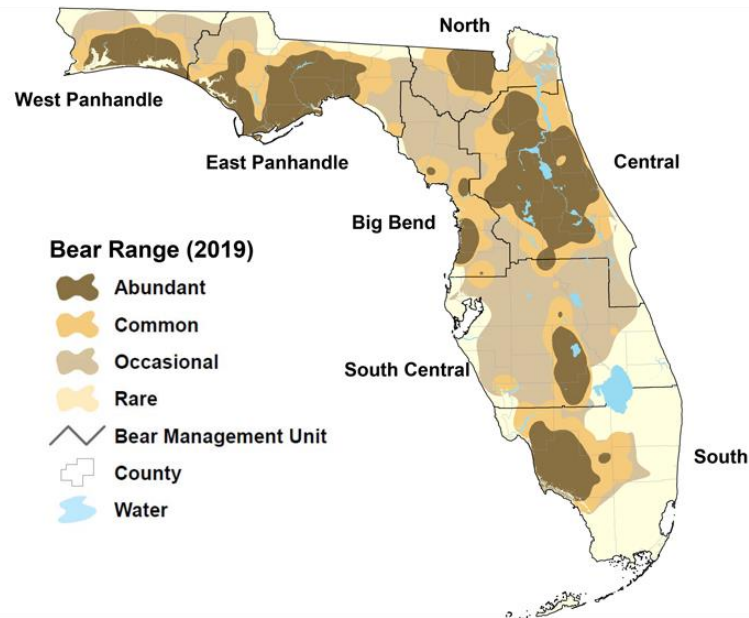 North
West Panhandle
East Panhandle
Central
Big Bend
Bear Range (2019)
Abundant
Common
Occasional
Rare
Bear Management Unit
County
Water
South Central
South